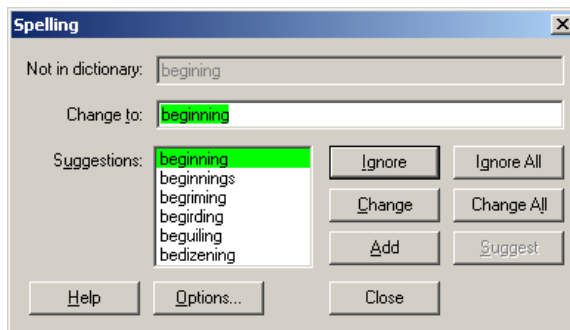 Spelling
Not in dictionary: begining
Change to: beginning
Suggestions: beginning
beginnings
begriming
begirding
beguiling
bedizening
Ignore Ignore All
Change Change All
Add Suggest
Help Options... Close